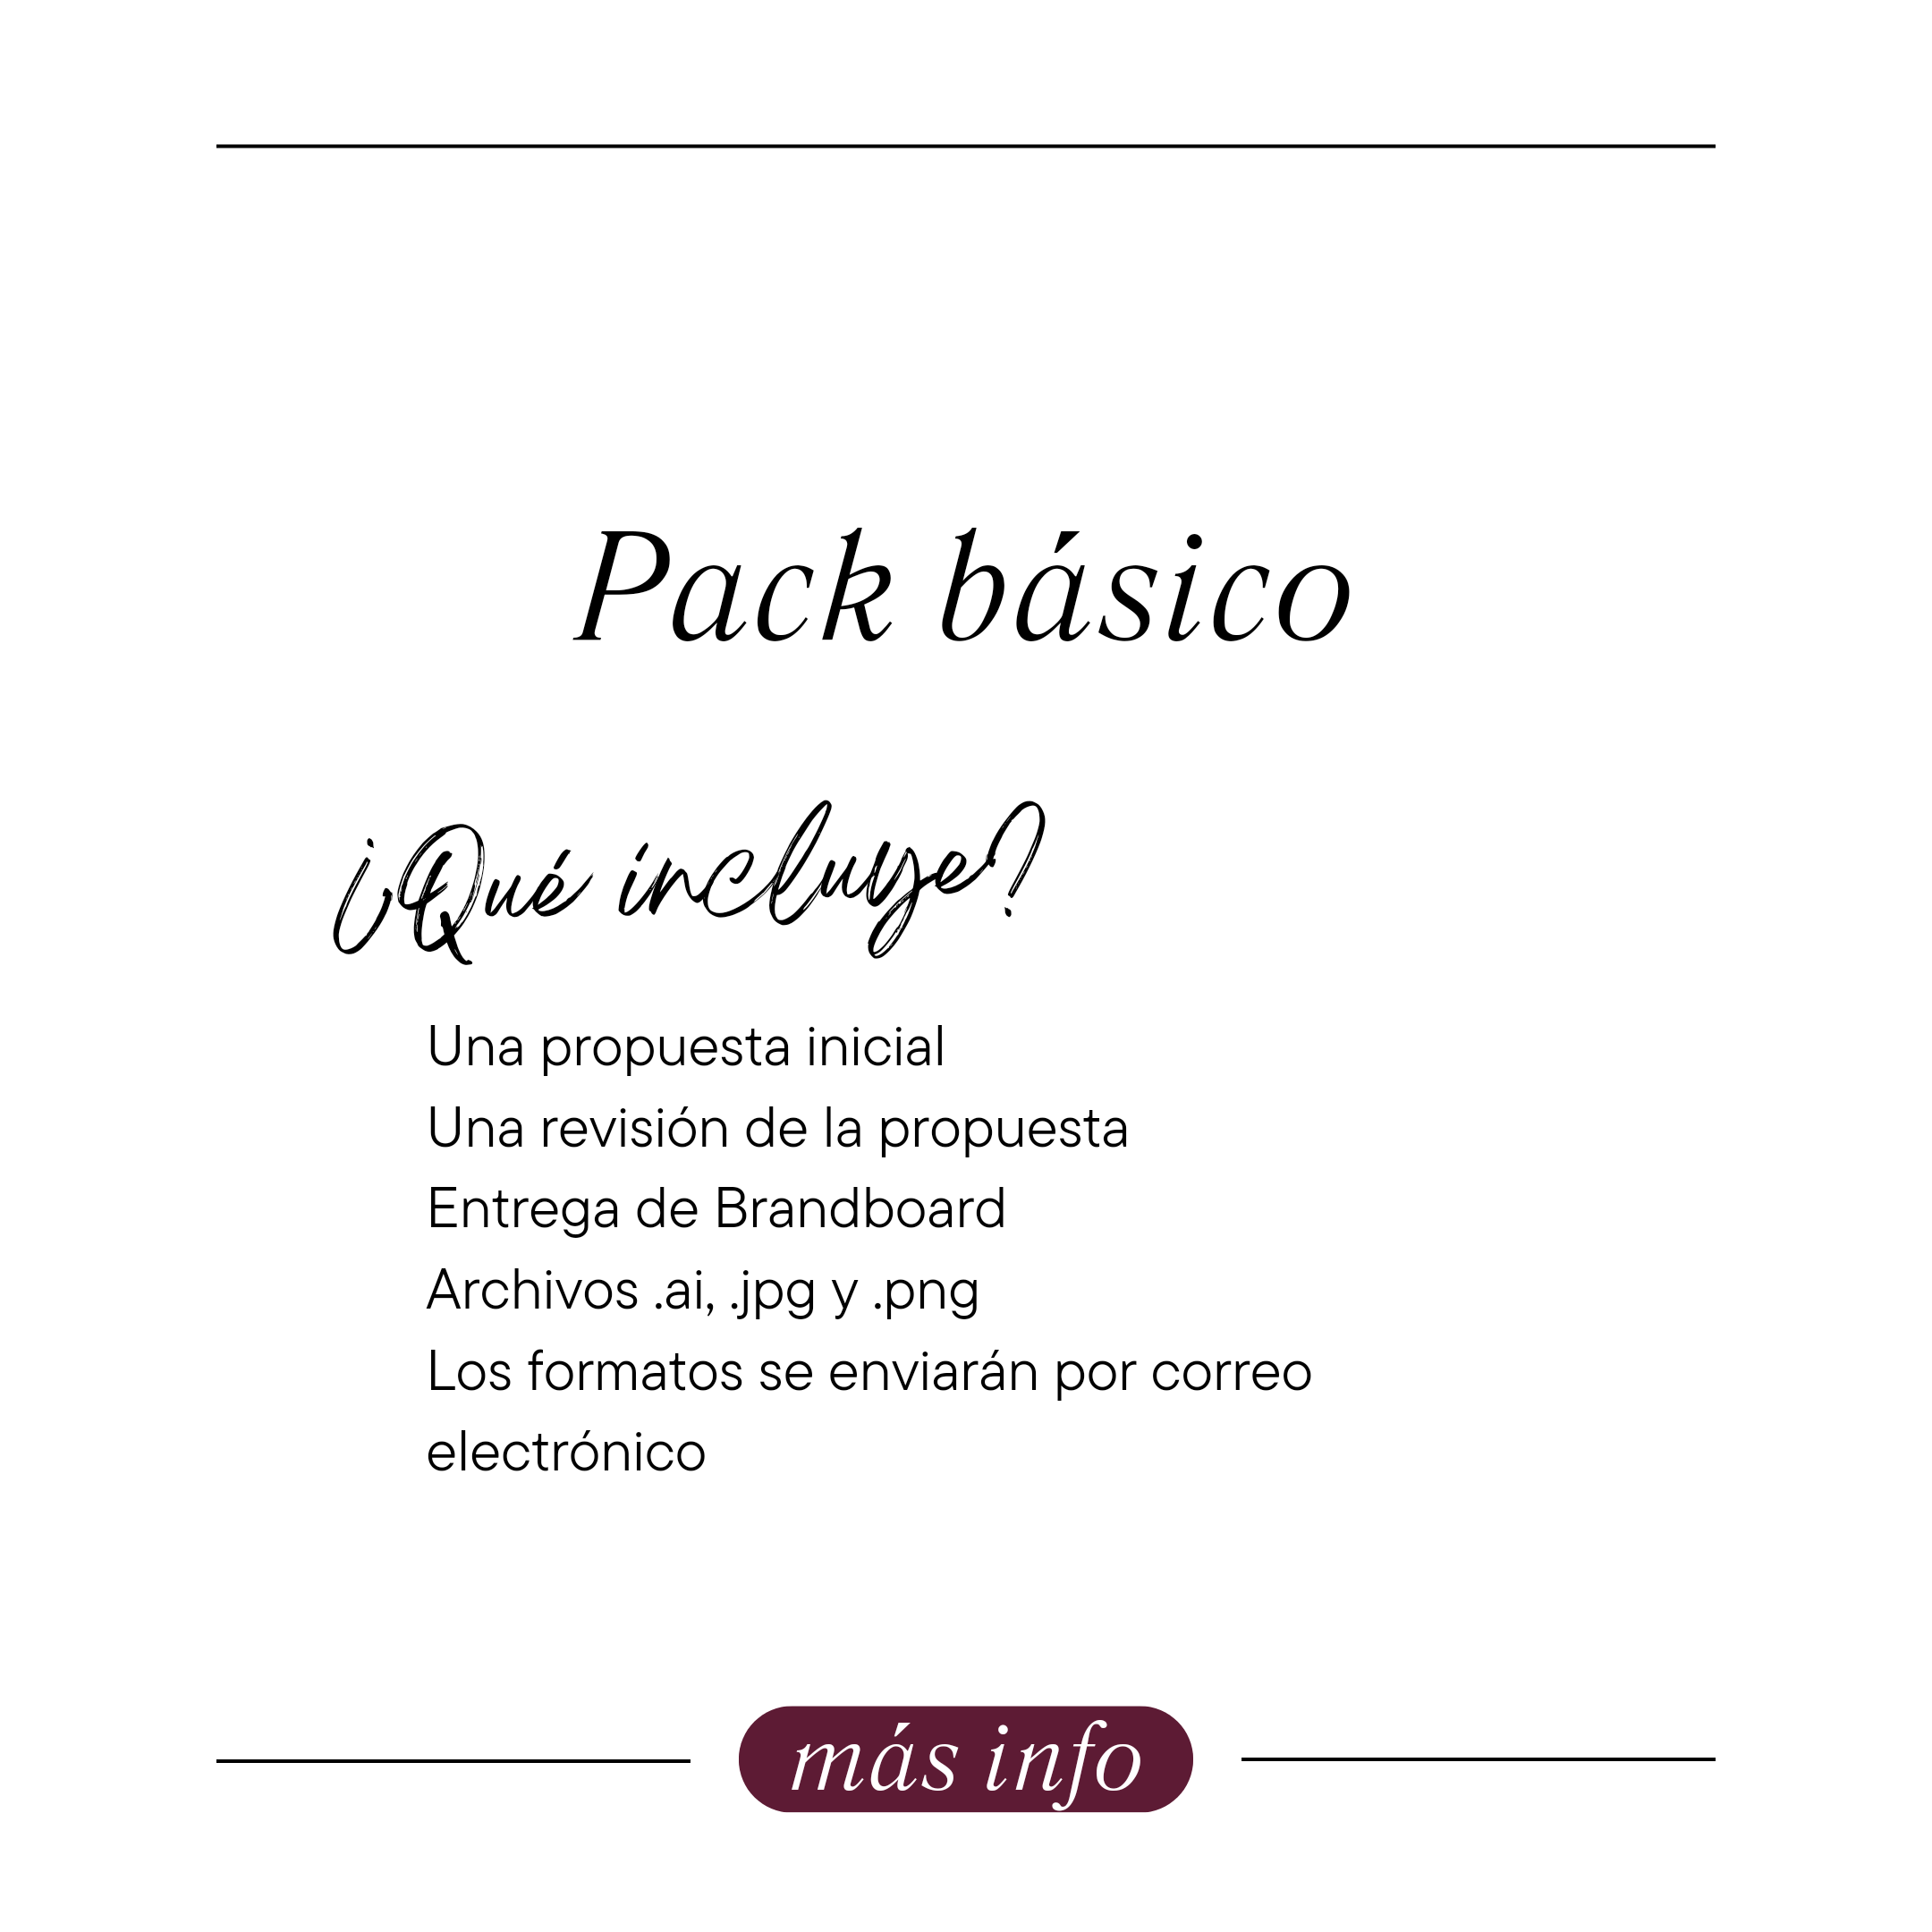 Pack básico
¿Qué incluye?
Una propuesta inicial
Una revisión de la propuesta
Entrega de Brandboard
Archivos .ai, .jpg y .png
Los formatos se enviarán por correo
electrónico
más info